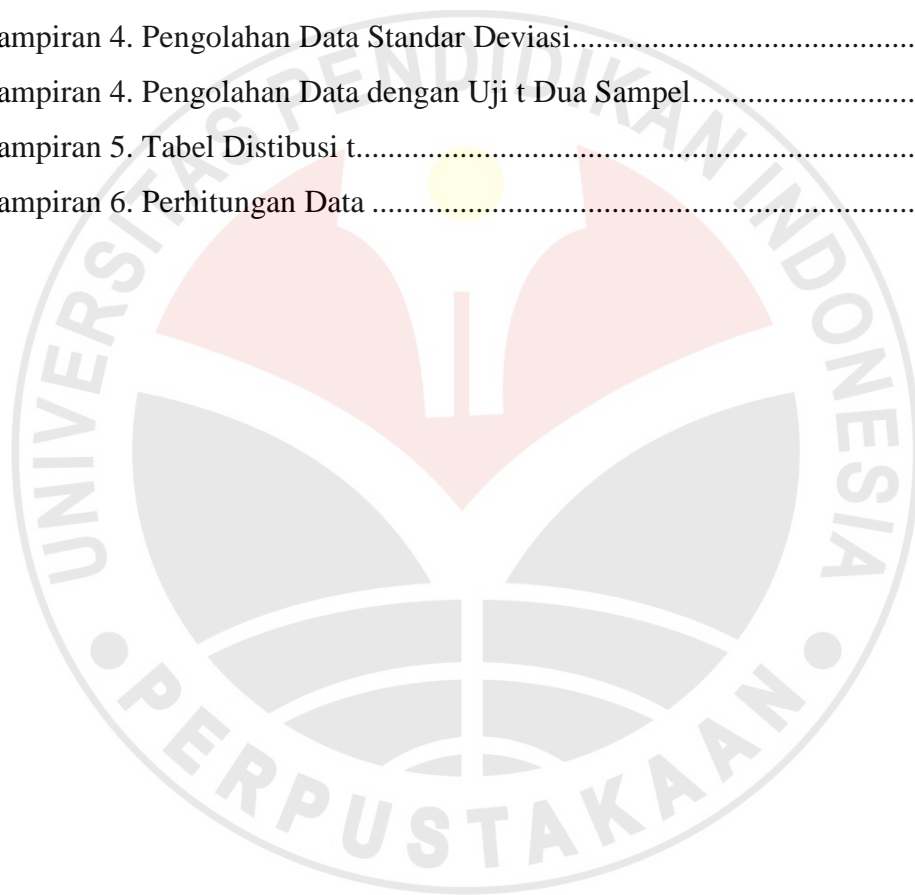 ampiran 4. Pengolahan Data Standar Deviasi...........................................
ampiran 4. Pengolahan Data dengan Uji t Dua Sampel............................
ampiran 5. Tabel Distibusi t......................................................................
ampiran 6. Perhitungan Data ....................................................................
UNIVERSITAS PENDIDIKAN INDONESIA
PERPUSTAKAAN